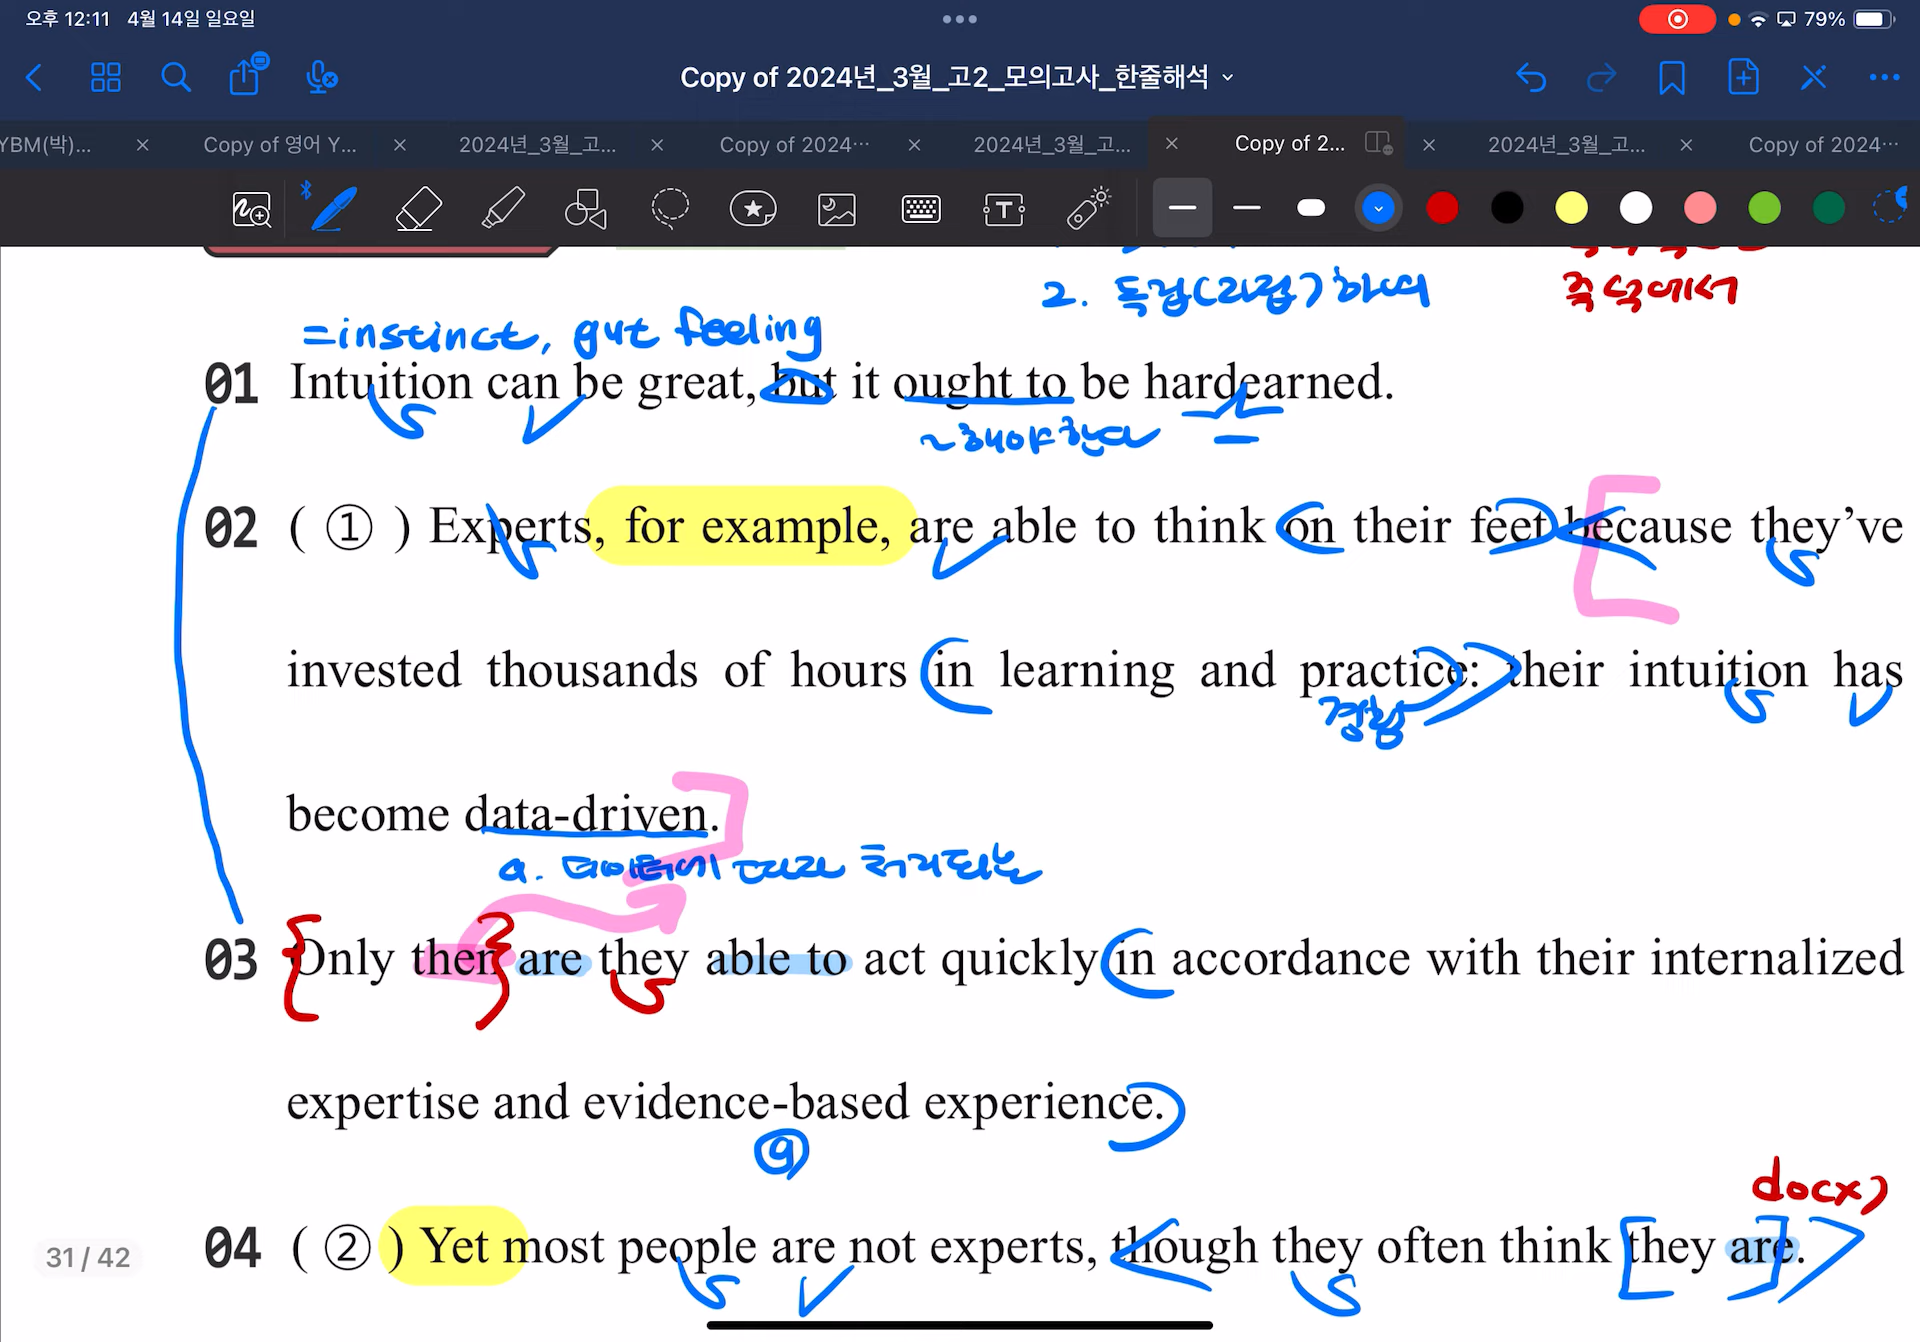 오후 12:11 4월 14일 일요일
79%
Copy of 2024년_3월_고2_모의고사_한줄해석
YBM(박)... Copy of 영어 Y... 2024년_3월_고... Copy of 2024... 2024년_3월_고... Copy of 2... 2024년_3월_고... Copy of 2024...
2. 독립(리접)하여
즉석에서
=instinct, gut feeling
01 Intuition can be great, but it ought to be hardearned.
~해야 한다
02 ( ① ) Experts, for example, are able to think on their feet because they've
invested thousands of hours in learning and practice: their intuition has
경험
become data-driven.
a. 데이터에 따라 처리되는
03 Only then are they able to act quickly in accordance with their internalized
expertise and evidence-based experience.
a
docx)
04 ( ② ) Yet most people are not experts, though they often think they are.
31 / 42